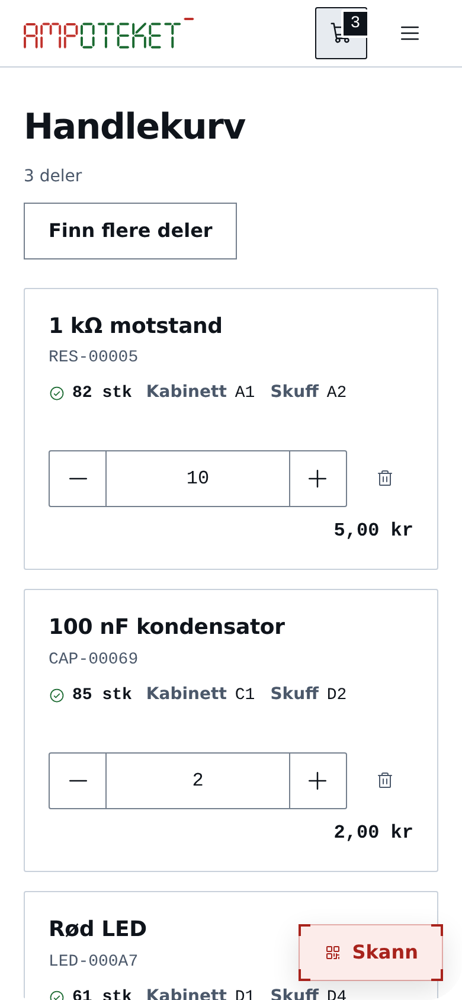 AMPOTEKET
3
Handlekurv
3 deler
Finn flere deler
1 kΩ motstand
RES-00005
82 stk Kabinett A1 Skuff A2
10
5,00 kr
100 nF kondensator
CAP-00069
85 stk Kabinett C1 Skuff D2
2
2,00 kr
Rød LED
LED-000A7
Skann
61 stk Kabinett D1 Skuff D4